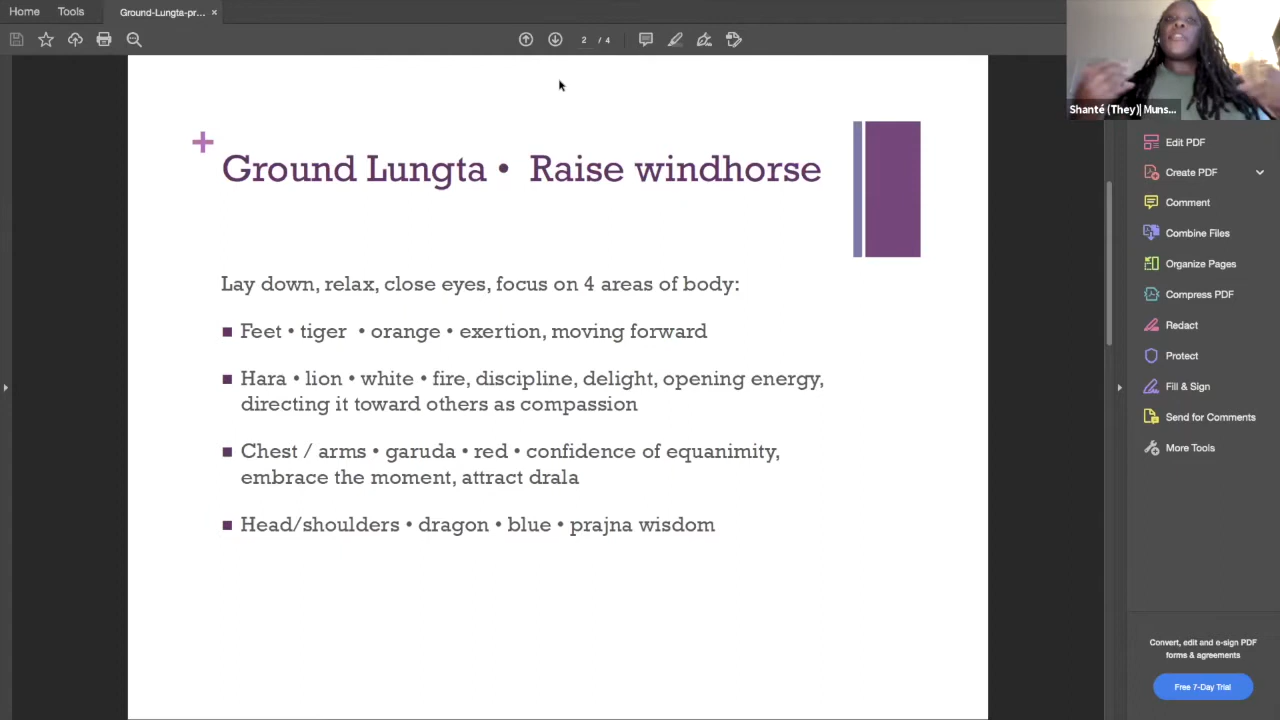 Home
Tools
Ground-Lungta-pr...
×
2 / 4
Shanté (They)| Muns...
+
Ground Lungta • Raise windhorse
Lay down, relax, close eyes, focus on 4 areas of body:
Feet • tiger • orange • exertion, moving forward
Hara • lion • white • fire, discipline, delight, opening energy,
directing it toward others as compassion
Chest / arms • garuda • red • confidence of equanimity,
embrace the moment, attract drala
Head/shoulders • dragon • blue • prajna wisdom
Edit PDF
Create PDF
Comment
Combine Files
Organize Pages
Compress PDF
Redact
Protect
Fill & Sign
Send for Comments
More Tools
Convert, edit and e-sign PDF
forms & agreements
Free 7-Day Trial